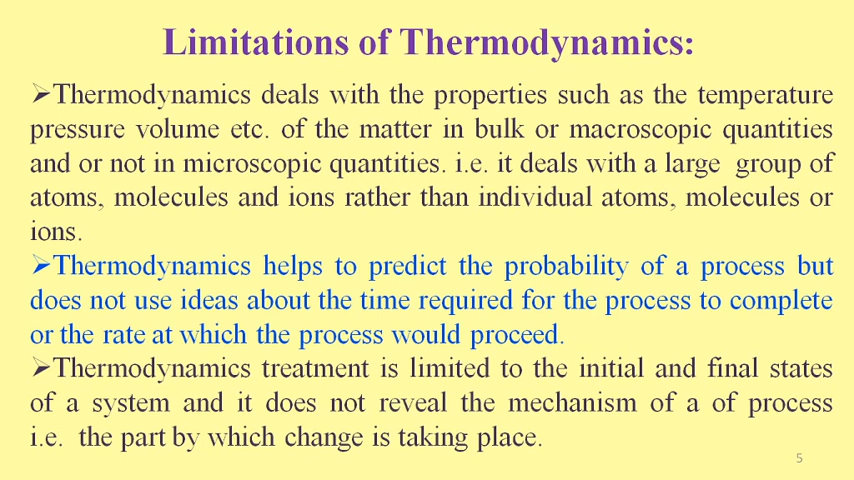 Limitations of Thermodynamics:
➢Thermodynamics deals with the properties such as the temperature
pressure volume etc. of the matter in bulk or macroscopic quantities
and or not in microscopic quantities. i.e. it deals with a large group of
atoms, molecules and ions rather than individual atoms, molecules or
ions.
➢Thermodynamics helps to predict the probability of a process but
does not use ideas about the time required for the process to complete
or the rate at which the process would proceed.
➢Thermodynamics treatment is limited to the initial and final states
of a system and it does not reveal the mechanism of a of process
i.e. the part by which change is taking place.
5